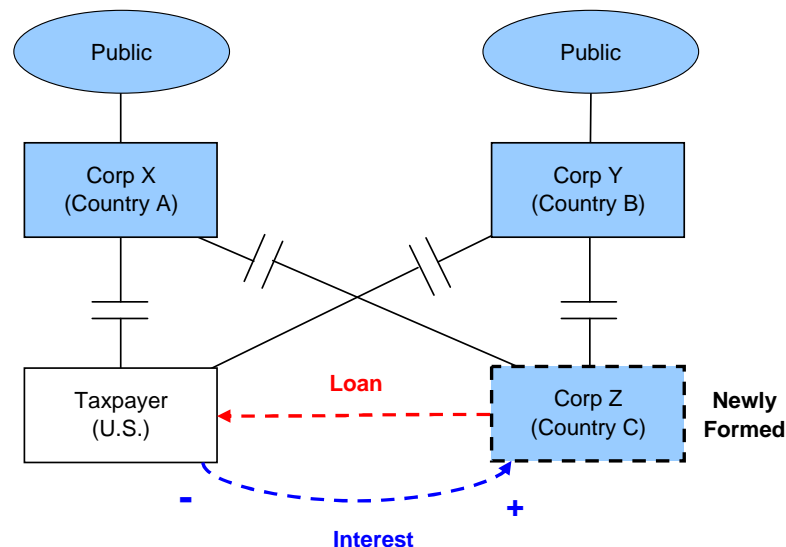 Public
Public
Corp X
(Country A)
Corp Y
(Country B)
Taxpayer
(U.S.)
Loan
Corp Z
(Country C)
Newly
Formed
-
+
Interest